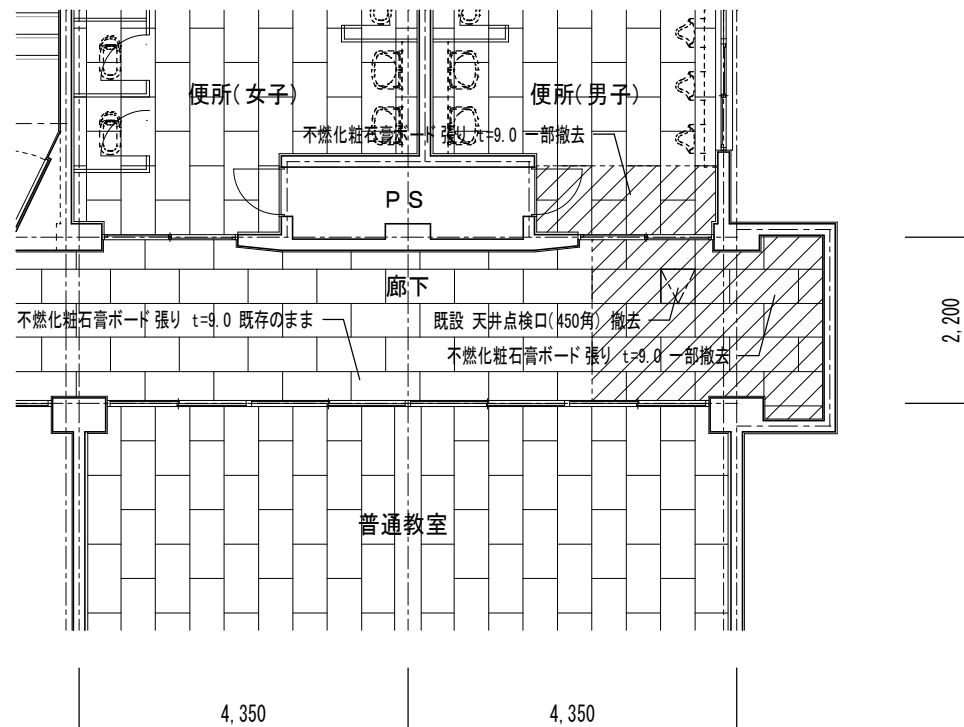 便所(女子)
便所(男子)
不燃化粧石膏ボード 張り t=9.0 一部撤去
PS
廊下
不燃化粧石膏ボード 張り t=9.0 既存のまま
既設 天井点検口(450角) 撤去
不燃化粧石膏ボード 張り t=9.0 一部撤去
2,200
普通教室
4,350
4,350